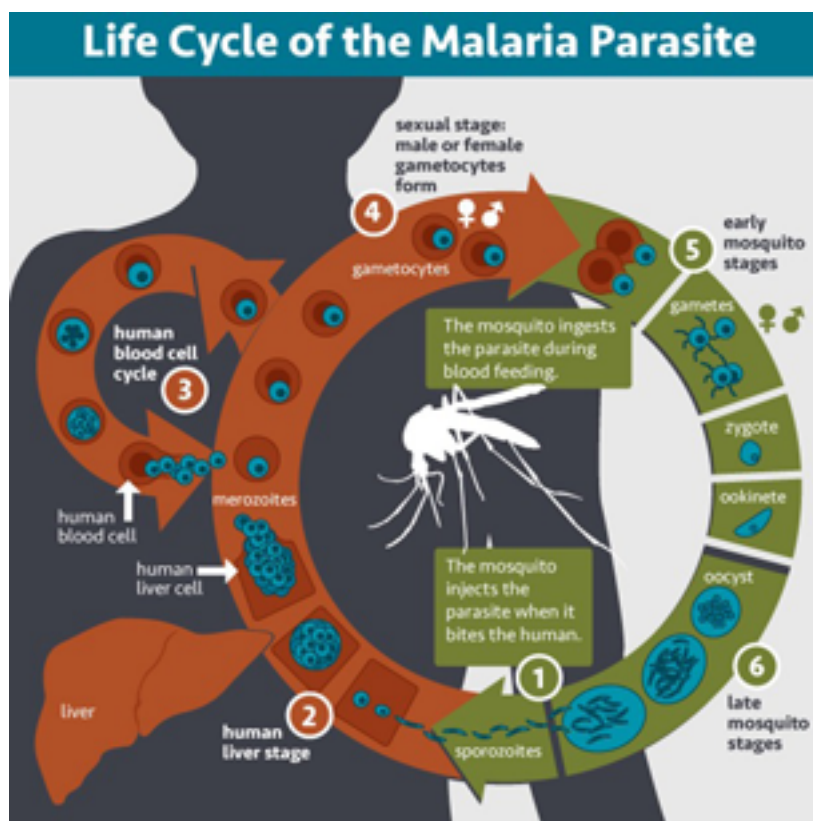 Life Cycle of the Malaria Parasite
sexual stage:
male or female
gametocytes
form
4
gametocytes
early
mosquito
stages
5
gametes
The mosquito ingests
the parasite during
blood feeding.
human
blood cell
cycle
3
zygote
merozoites
ookinete
human
blood cell
human
liver cell
The mosquito
injects the
parasite when it
bites the human.
oocyst
1
6
late
mosquito
stages
liver
2
human
liver stage
sporozoites